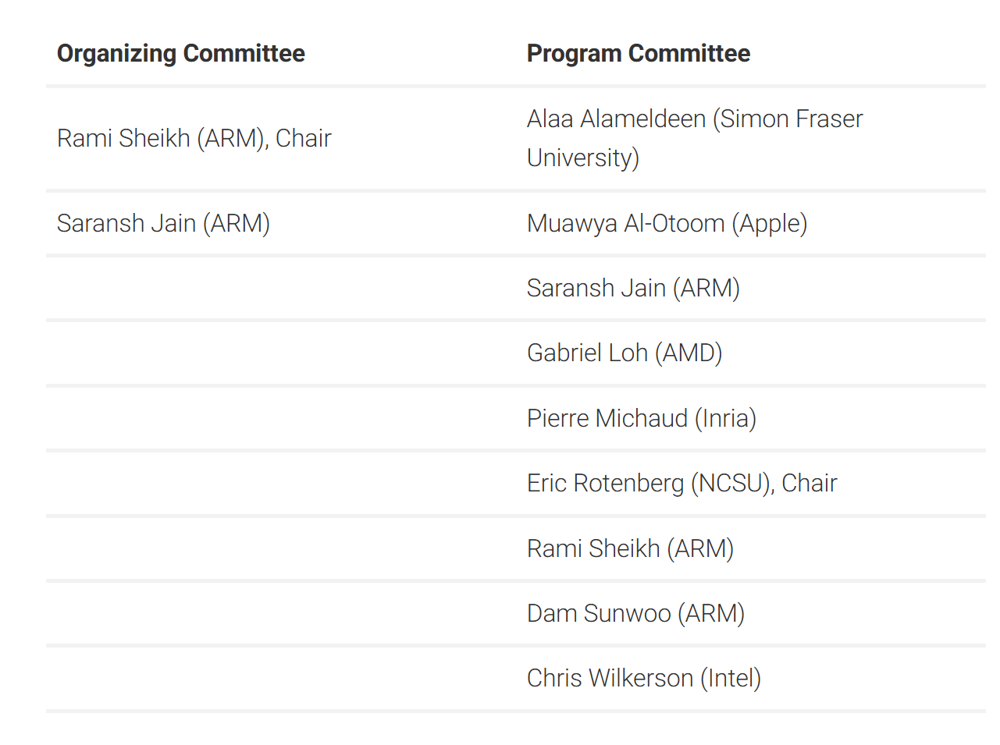 Organizing Committee
Program Committee
Rami Sheikh (ARM), Chair
Alaa Alameldeen (Simon Fraser
University)
Saransh Jain (ARM)
Muawya Al-Otoom (Apple)
Saransh Jain (ARM)
Gabriel Loh (AMD)
Pierre Michaud (Inria)
Eric Rotenberg (NCSU), Chair
Rami Sheikh (ARM)
Dam Sunwoo (ARM)
Chris Wilkerson (Intel)